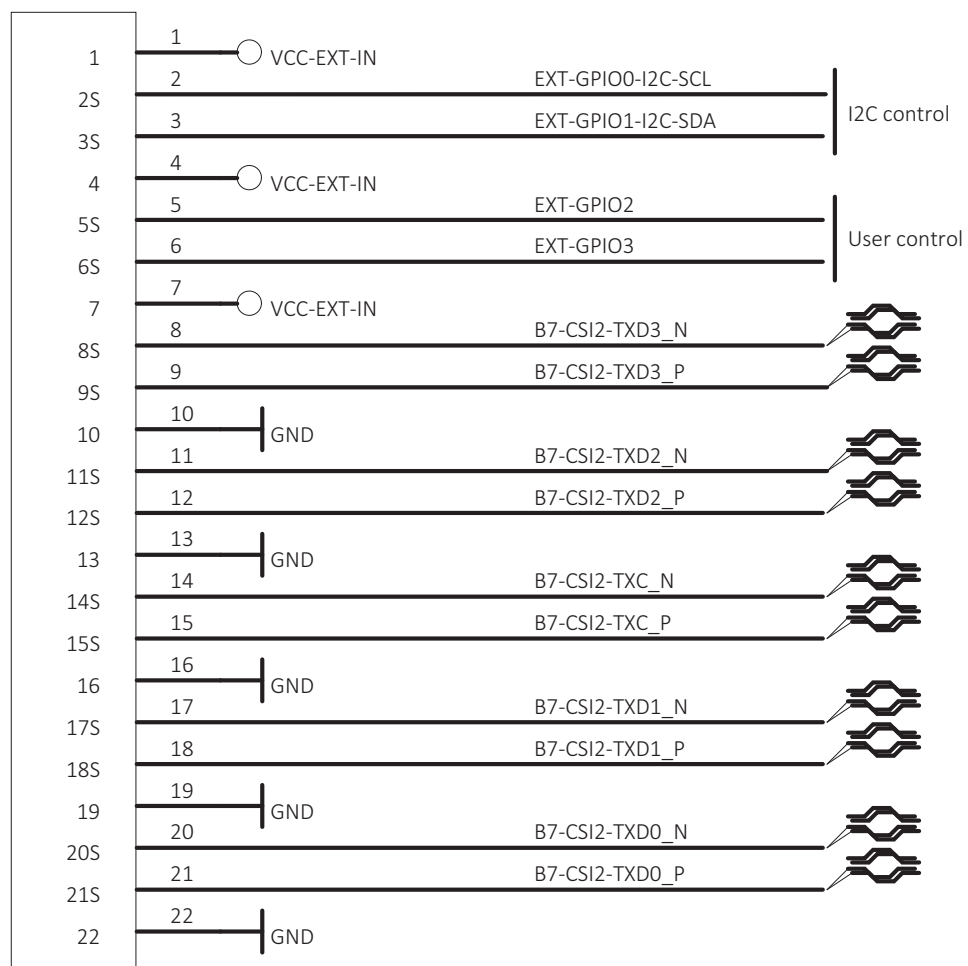 1 1 VCC-EXT-IN
2S 2 EXT-GPIO0-I2C-SCL
I2C control
3S 3 EXT-GPIO1-I2C-SDA
4 4 VCC-EXT-IN
5S 5 EXT-GPIO2
User control
6S 6 EXT-GPIO3
7 7 VCC-EXT-IN
8S 8 B7-CSI2-TXD3_N
9S 9 B7-CSI2-TXD3_P
10 10 GND
11S 11 B7-CSI2-TXD2_N
12S 12 B7-CSI2-TXD2_P
13 13 GND
14S 14 B7-CSI2-TXC_N
15S 15 B7-CSI2-TXC_P
16 16 GND
17S 17 B7-CSI2-TXD1_N
18S 18 B7-CSI2-TXD1_P
19 19 GND
20S 20 B7-CSI2-TXD0_N
21S 21 B7-CSI2-TXD0_P
22 22 GND